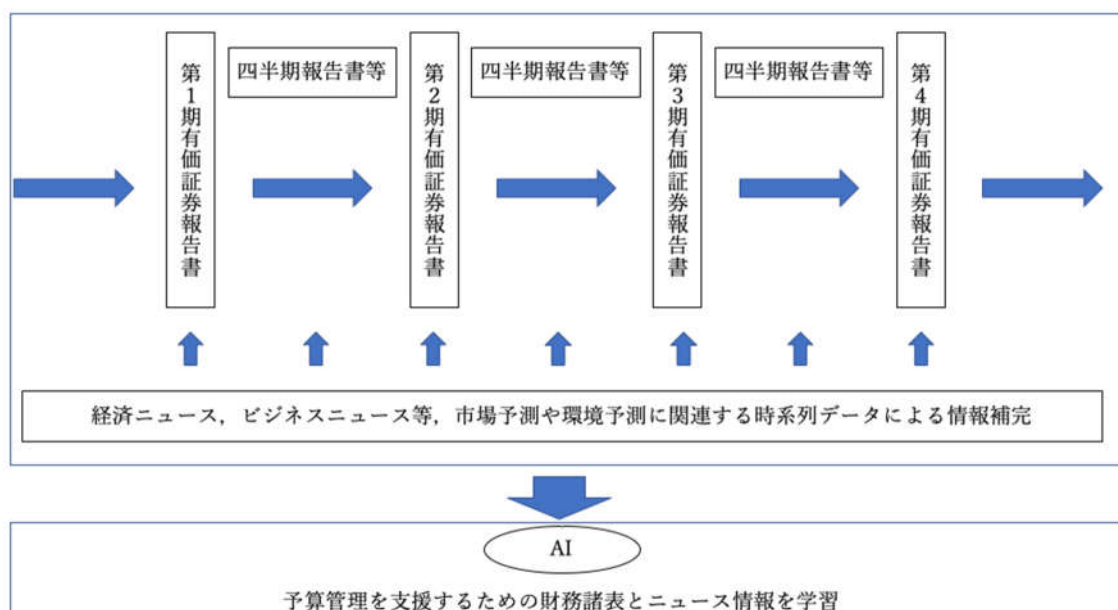 第1期有価証券報告書
四半期報告書等
第2期有価証券報告書
四半期報告書等
第3期有価証券報告書
四半期報告書等
第4期有価証券報告書
経済ニュース，ビジネスニュース等，市場予測や環境予測に関連する時系列データによる情報補完
AI
予算管理を支援するための財務諸表とニュース情報を学習